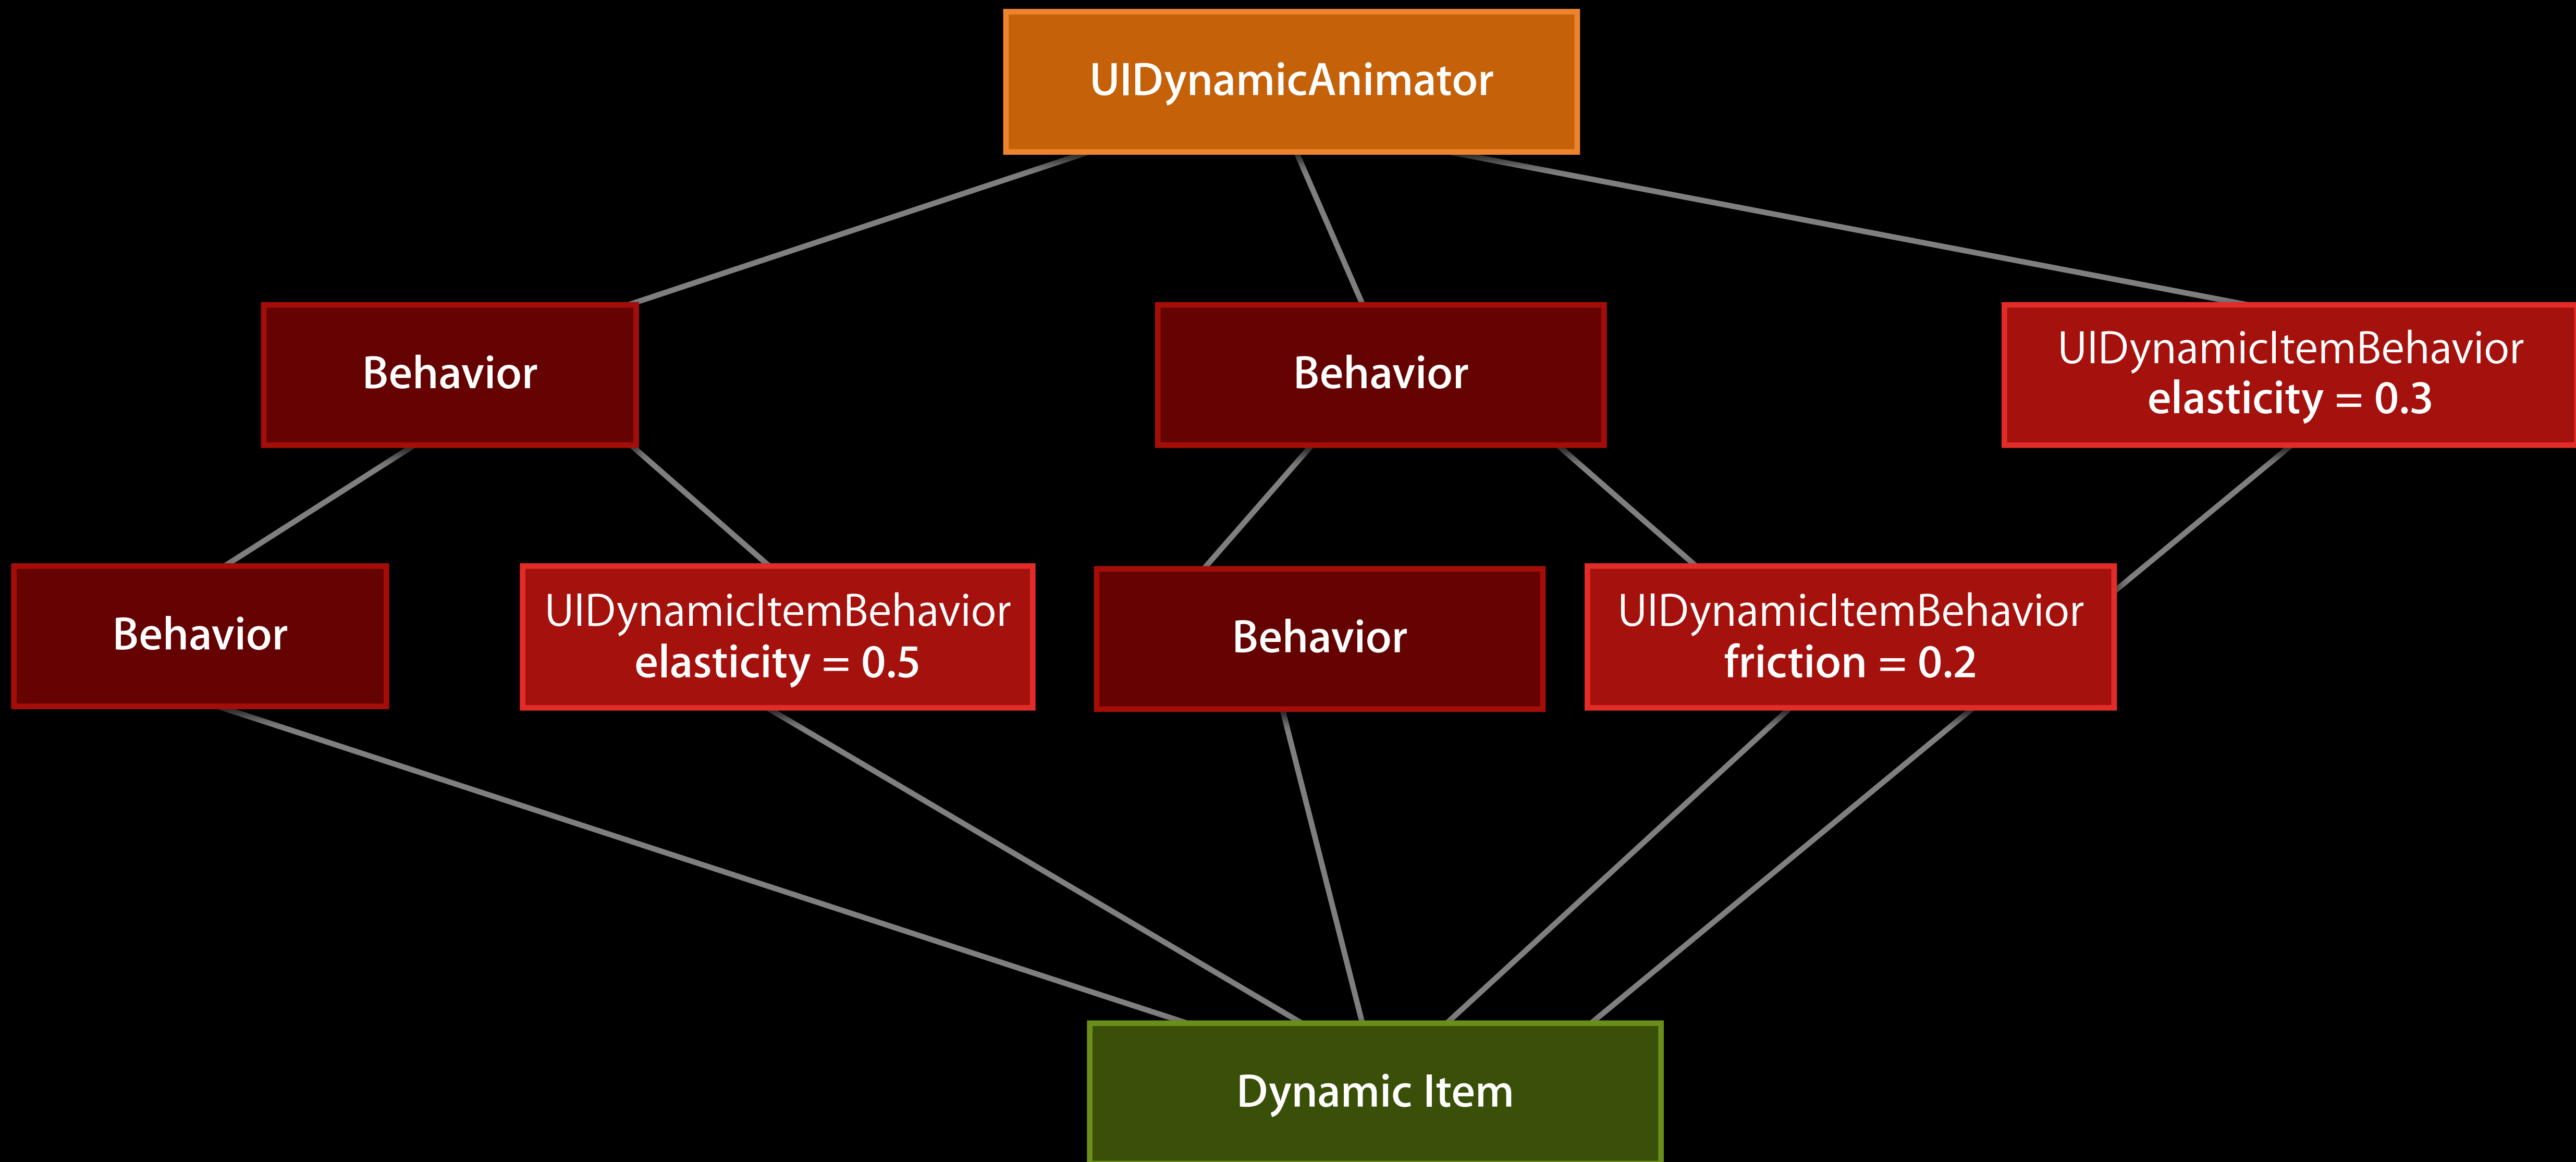 UIDynamicAnimator
Behavior
Behavior
UIDynamicItemBehavior
elasticity = 0.3
Behavior
UIDynamicItemBehavior
elasticity = 0.5
Behavior
UIDynamicItemBehavior
friction = 0.2
Dynamic Item